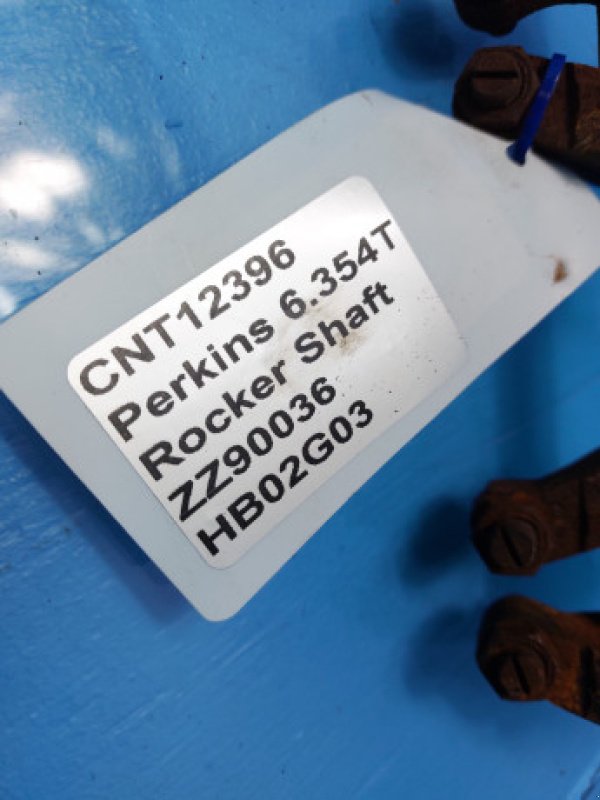 CNT12396
Perkins 6.354T
Rocker Shaft
ZZ90036
HB02G03